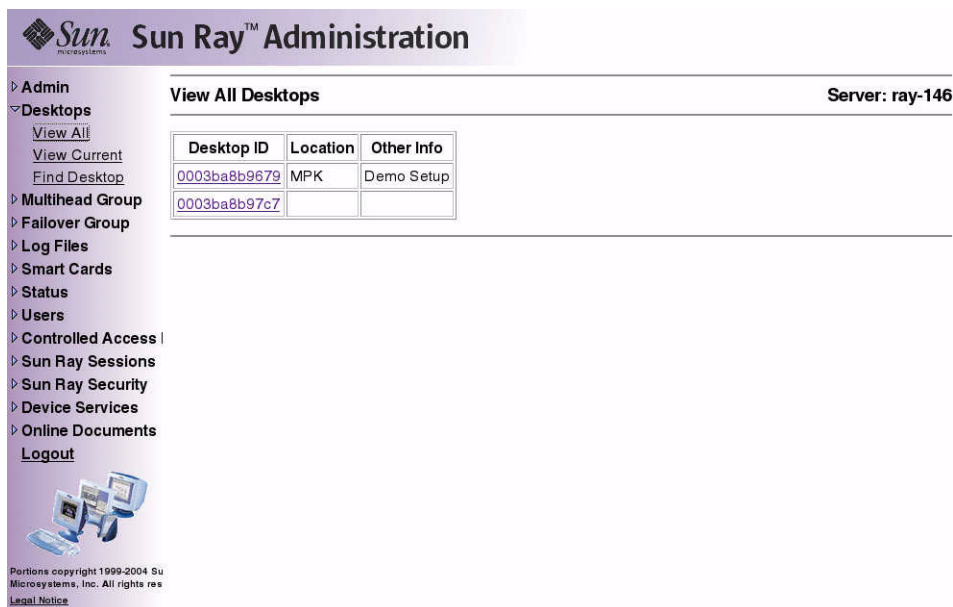 Sun microsystems Sun Ray™ Administration
Admin
Desktops
View All
View Current
Find Desktop
Multihead Group
Failover Group
Log Files
Smart Cards
Status
Users
Controlled Access
Sun Ray Sessions
Sun Ray Security
Device Services
Online Documents
Logout
Portions copyright 1999-2004 Su
Microsystems, Inc. All rights res
Legal Notice
View All Desktops Server: ray-146
Desktop ID Location Other Info
0003ba8b9679 MPK Demo Setup
0003ba8b97c7